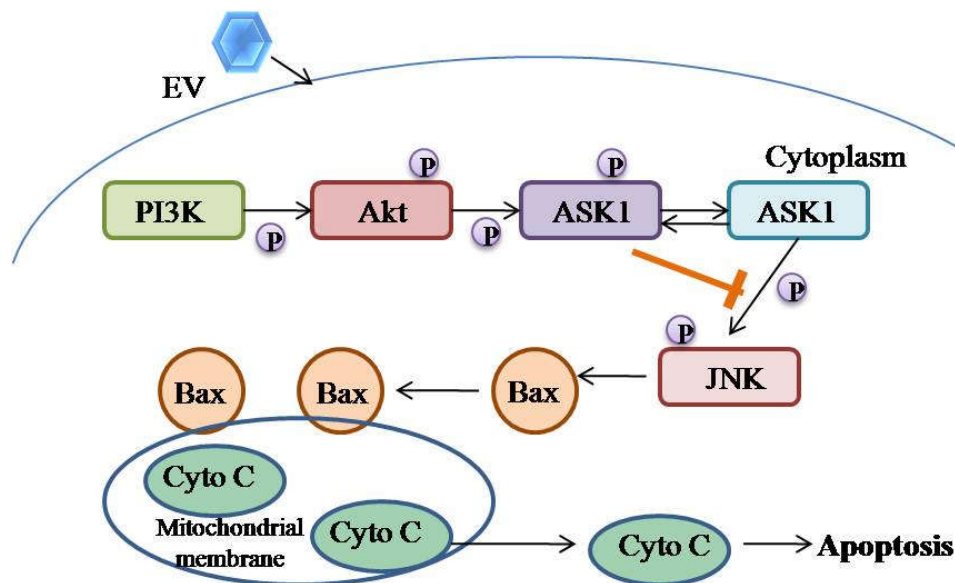 EV
Cytoplasm
P
P
PI3K
Akt
ASK1
ASK1
P
P
P
P
JNK
Bax
Bax
Bax
Cyto C
Cyto C
Mitochondrial
membrane
Cyto C
Apoptosis